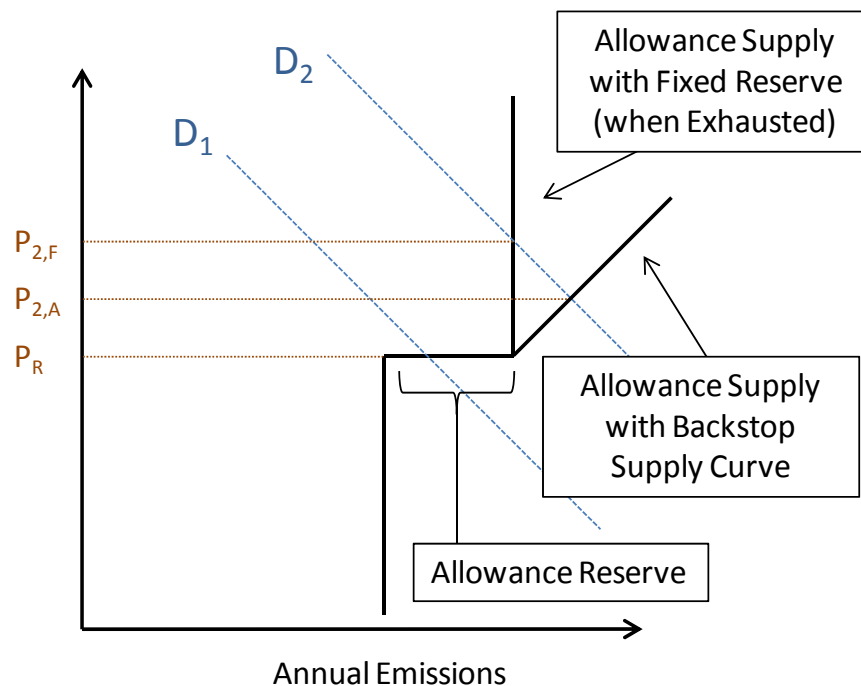 Allowance Supply
with Fixed Reserve
(when Exhausted)
D2
D1
P2,F
P2,A
PR
Allowance Supply
with Backstop
Supply Curve
Allowance Reserve
Annual Emissions